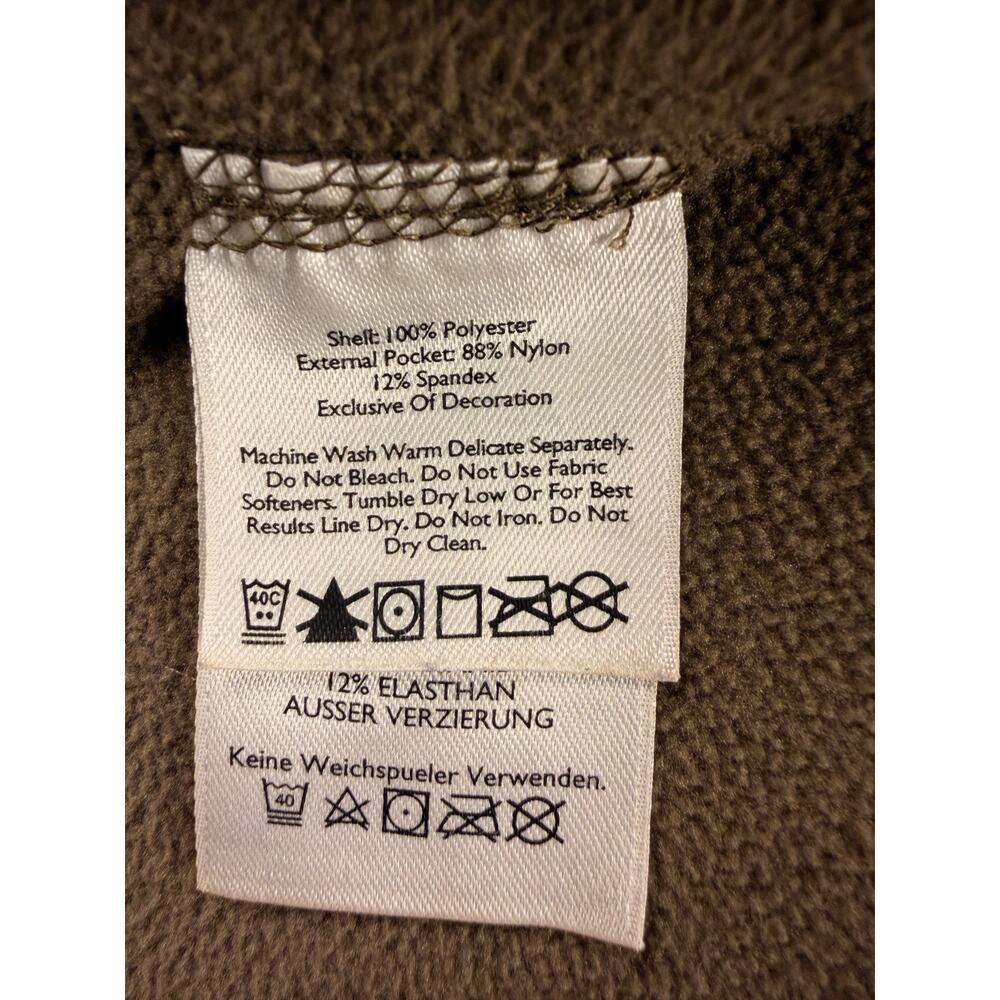 Shell: 100% Polyester
External Pocket: 88% Nylon
12% Spandex
Exclusive Of Decoration
Machine Wash Warm Delicate Separately.
Do Not Bleach. Do Not Use Fabric
Softeners. Tumble Dry Low Or For Best
Results Line Dry. Do Not Iron. Do Not
Dry Clean.
40C
12% ELASTHAN
AUSSER VERZIERUNG
Keine Weichspueler Verwenden.
40